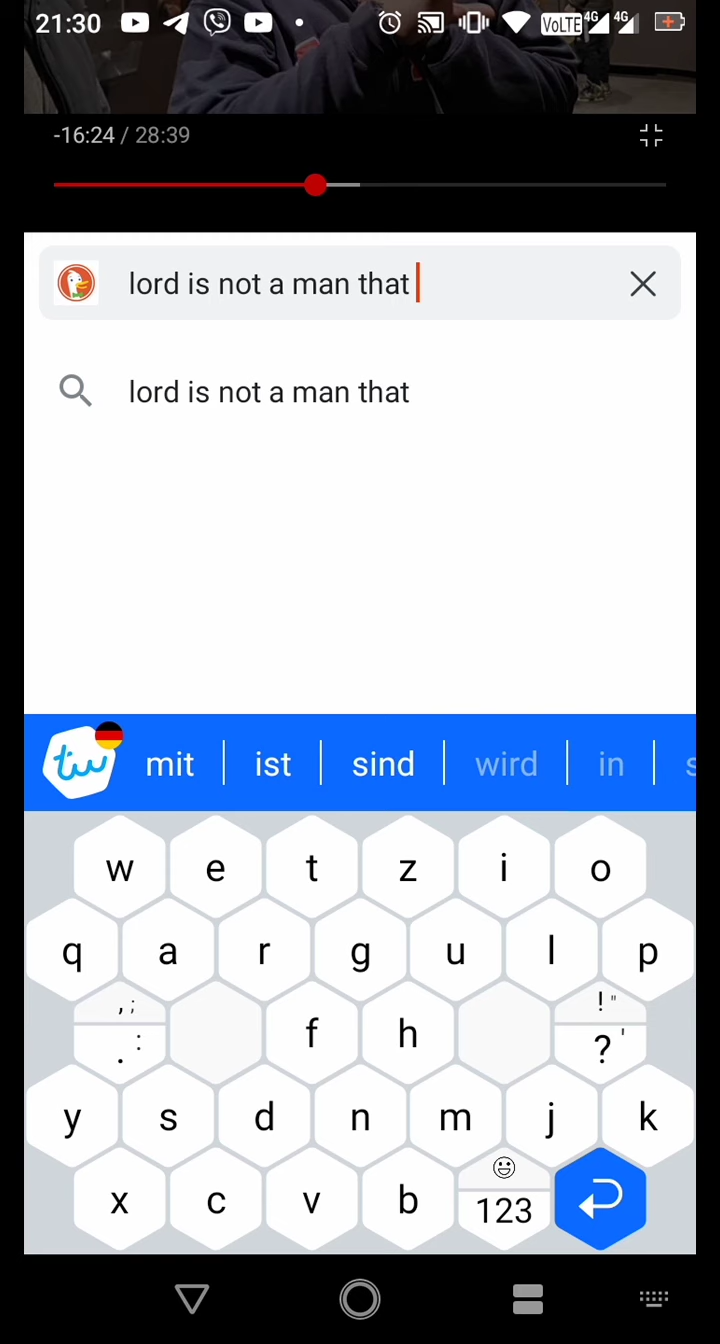 21:30
VoLTE 4G 4G
-16:24 / 28:39
lord is not a man that
lord is not a man that
tw mit ist sind wird in s
w e t z i o
q a r g u l p
, ;
. :
f h
! "
? '
y s d n m j k
x c v b 123